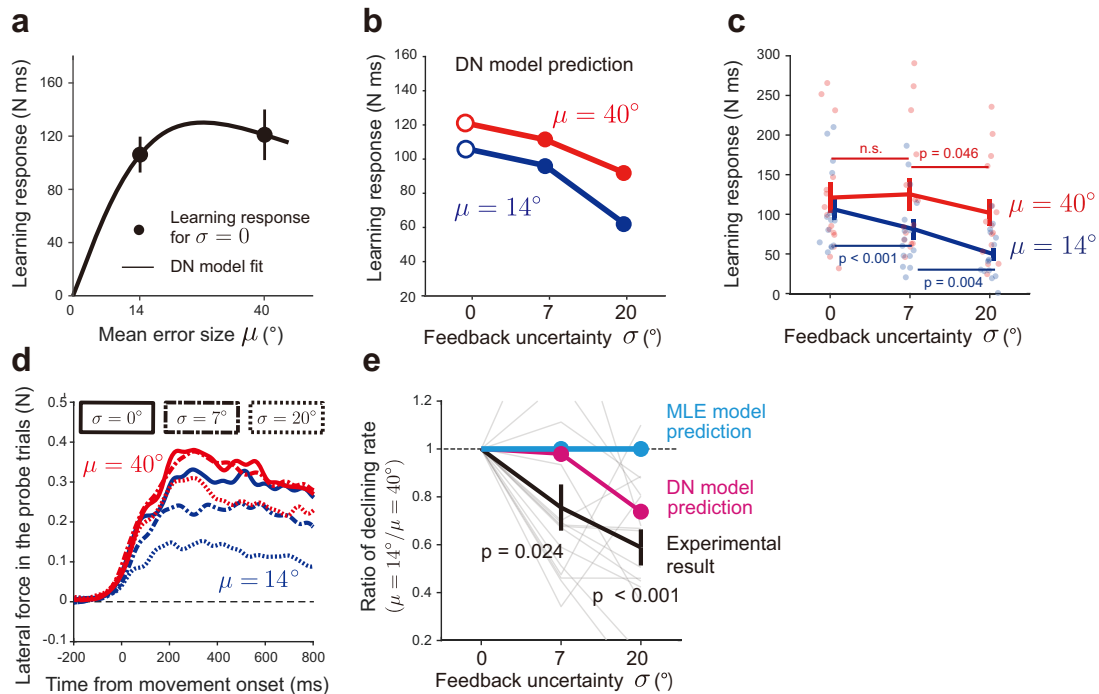 a
Learning response (N ms)
160
120
80
40
0
0
14
40
Learning response
for σ = 0
DN model fit
Mean error size μ (°)
b
Learning response (N ms)
160
140
120
100
80
60
40
20
DN model prediction
μ = 40°
μ = 14°
0
7
20
Feedback uncertainty σ (°)
c
Learning response (N ms)
300
250
200
150
100
50
0
n.s.
p = 0.046
μ = 40°
μ = 14°
p < 0.001
p = 0.004
0
7
20
Feedback uncertainty σ (°)
d
Lateral force in the probe trials (N)
0.5
0.4
0.3
0.2
0.1
0
-0.1
σ = 0°
σ = 7°
σ = 20°
μ = 40°
μ = 14°
-200
0
200
400
600
800
Time from movement onset (ms)
e
Ratio of declining rate
(μ = 14°/μ = 40°)
1.2
1
0.8
0.6
0.4
0.2
MLE model
prediction
DN model
prediction
Experimental
result
p = 0.024
p < 0.001
0
7
20
Feedback uncertainty σ (°)